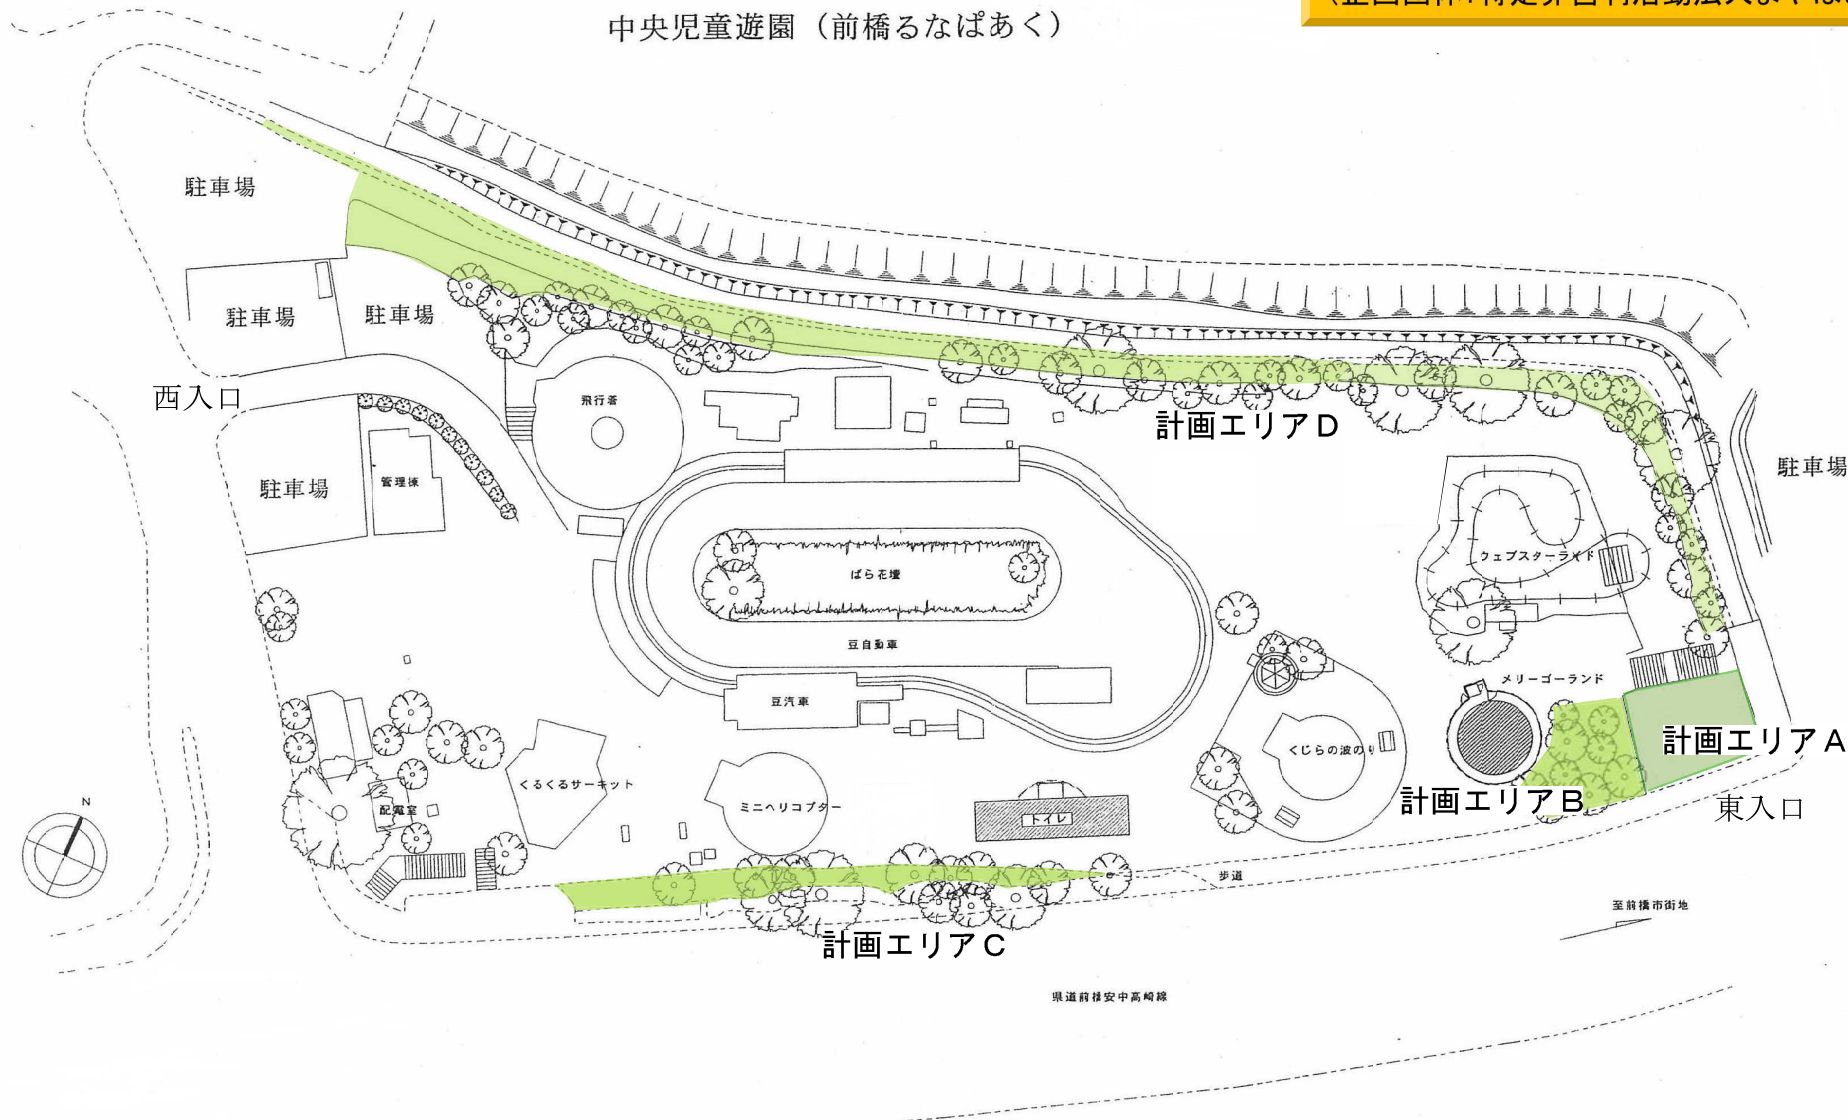 中央児童遊園（前橋るなぱあく）
駐車場
駐車場
駐車場
西入口
飛行塔
計画エリアD
駐車場
駐車場
管理棟
ウェブスターライド
ばら花壇
豆自動車
メリーゴーランド
豆汽車
計画エリアA
くじらの波のり
くるくるサーキット
計画エリアB
ミニヘリコプター
東入口
配電室
トイレ
N
歩道
至前橋市街地
計画エリアC
県道前橋安中高崎線